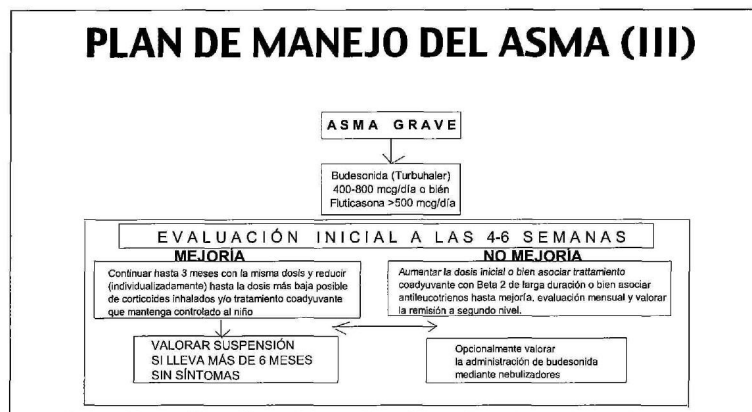 PLAN DE MANEJO DEL ASMA (III)
ASMA GRAVE
Budesonida (Turbuhaler)
400-800 mcg/día o bién
Fluticasona >500 mcg/día
EVALUACIÓN INICIAL A LAS 4-6 SEMANAS
MEJORÍA
Continuar hasta 3 meses con la misma dosis y reducir
(individualizadamente) hasta la dosis más baja posible
de corticoides inhalados y/o tratamiento coadyuvante
que mantenga controlado al niño
NO MEJORÍA
Aumentar la dosis inicial o bien asociar trattamiento
coadyuvante con Beta 2 de larga duración o bien asociar
antileucotrienos hasta mejoría, evaluación mensual y valorar
la remisión a segundo nivel.
VALORAR SUSPENSIÓN
SI LLEVA MÁS DE 6 MESES
SIN SÍNTOMAS
Opcionalmente valorar
la administración de budesonida
mediante nebulizadores